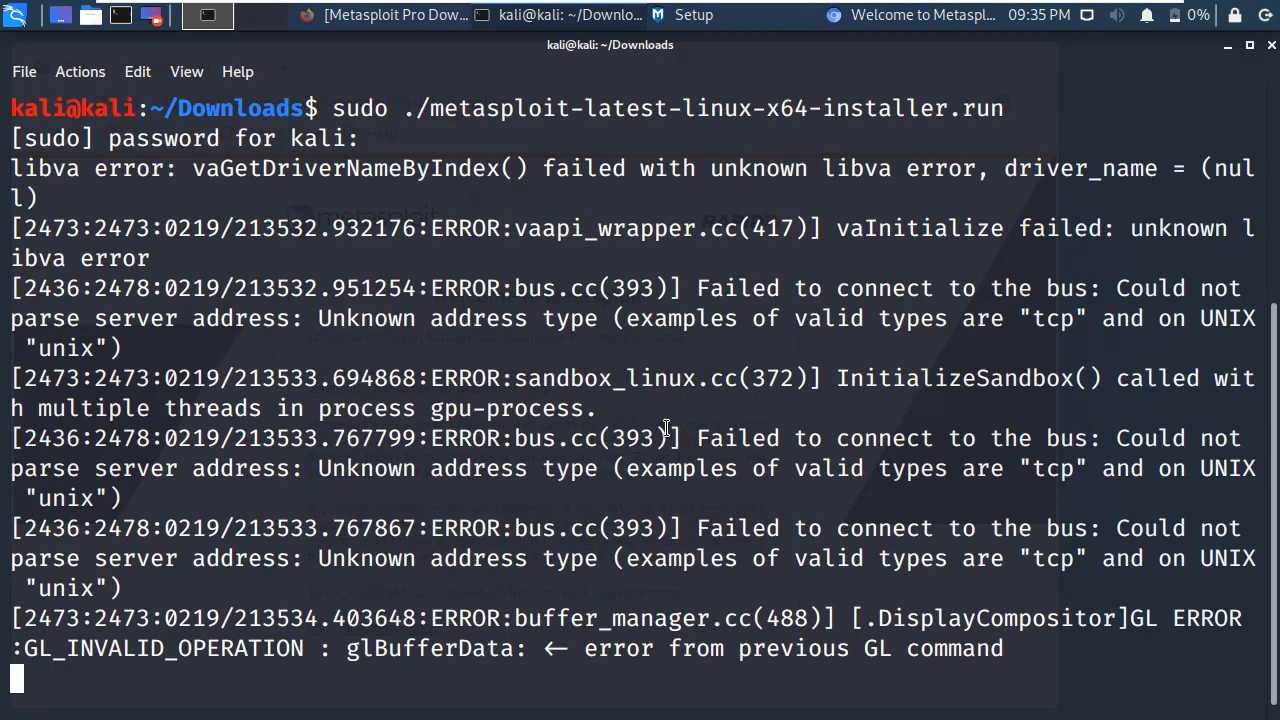 [Metasploit Pro Dow...
kali@kali: ~/Downlo...
Setup
Welcome to Metaspl...
09:35 PM
0%
kali@kali: ~/Downloads
File Actions Edit View Help
kali@kali:~/Downloads$ sudo ./metasploit-latest-linux-x64-installer.run
[sudo] password for kali:
libva error: vaGetDriverNameByIndex() failed with unknown libva error, driver_name = (nul
l)
[2473:2473:0219/213532.932176:ERROR:vaapi_wrapper.cc(417)] vaInitialize failed: unknown l
ibva error
[2436:2478:0219/213532.951254:ERROR:bus.cc(393)] Failed to connect to the bus: Could not
parse server address: Unknown address type (examples of valid types are "tcp" and on UNIX
"unix")
[2473:2473:0219/213533.694868:ERROR:sandbox_linux.cc(372)] InitializeSandbox() called wit
h multiple threads in process gpu-process.
[2436:2478:0219/213533.767799:ERROR:bus.cc(393)] Failed to connect to the bus: Could not
parse server address: Unknown address type (examples of valid types are "tcp" and on UNIX
"unix")
[2436:2478:0219/213533.767867:ERROR:bus.cc(393)] Failed to connect to the bus: Could not
parse server address: Unknown address type (examples of valid types are "tcp" and on UNIX
"unix")
[2473:2473:0219/213534.403648:ERROR:buffer_manager.cc(488)] [.DisplayCompositor]GL ERROR
:GL_INVALID_OPERATION : glBufferData: <- error from previous GL command